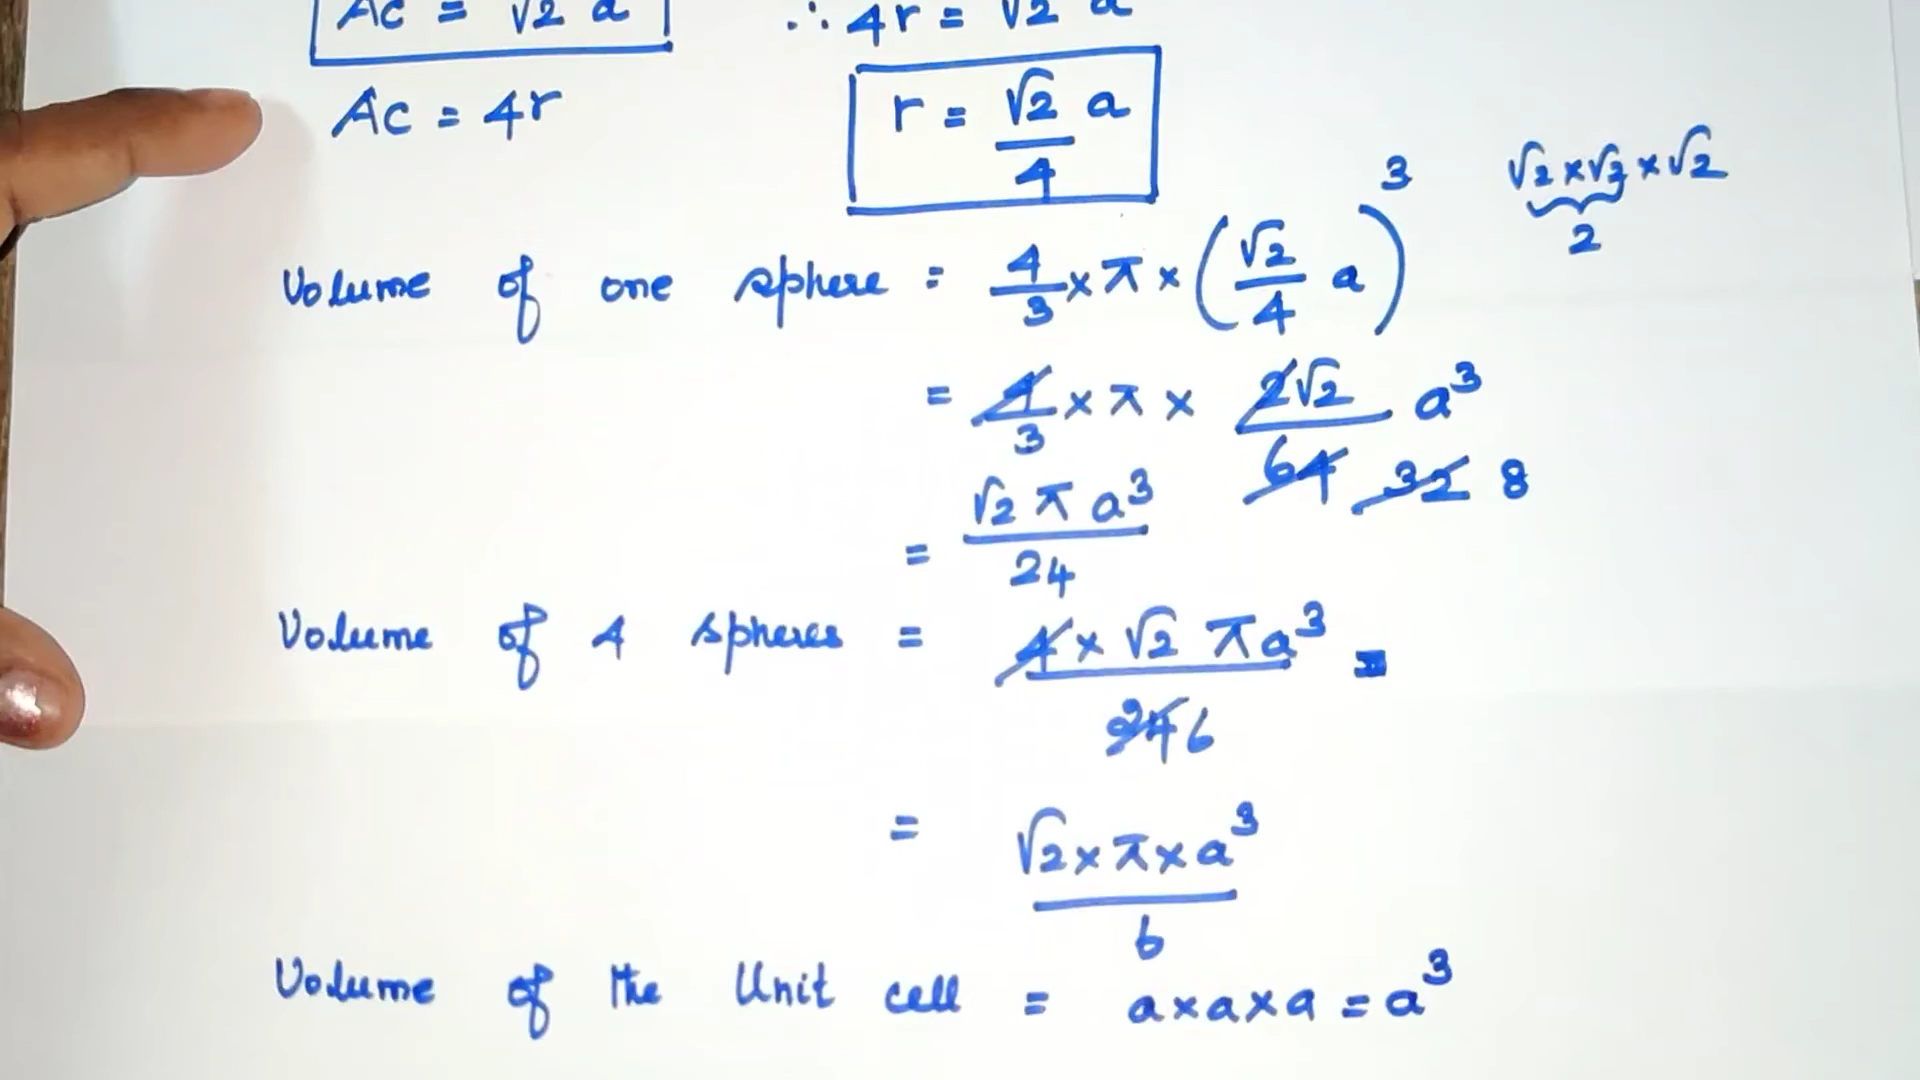 AC = √2 a ∴ 4r = √2 a
AC = 4r
r = √2/4 a
√2 × √2 × √2
2
Volume of one sphere = 4/3 × π × (√2/4 a)³
= 4/3 × π × 2√2/64 a³ 32 8
= √2 π a³/24
Volume of 4 spheres = 4 × √2 π a³/24 6 =
= √2 × π × a³/6
Volume of the Unit cell = a × a × a = a³